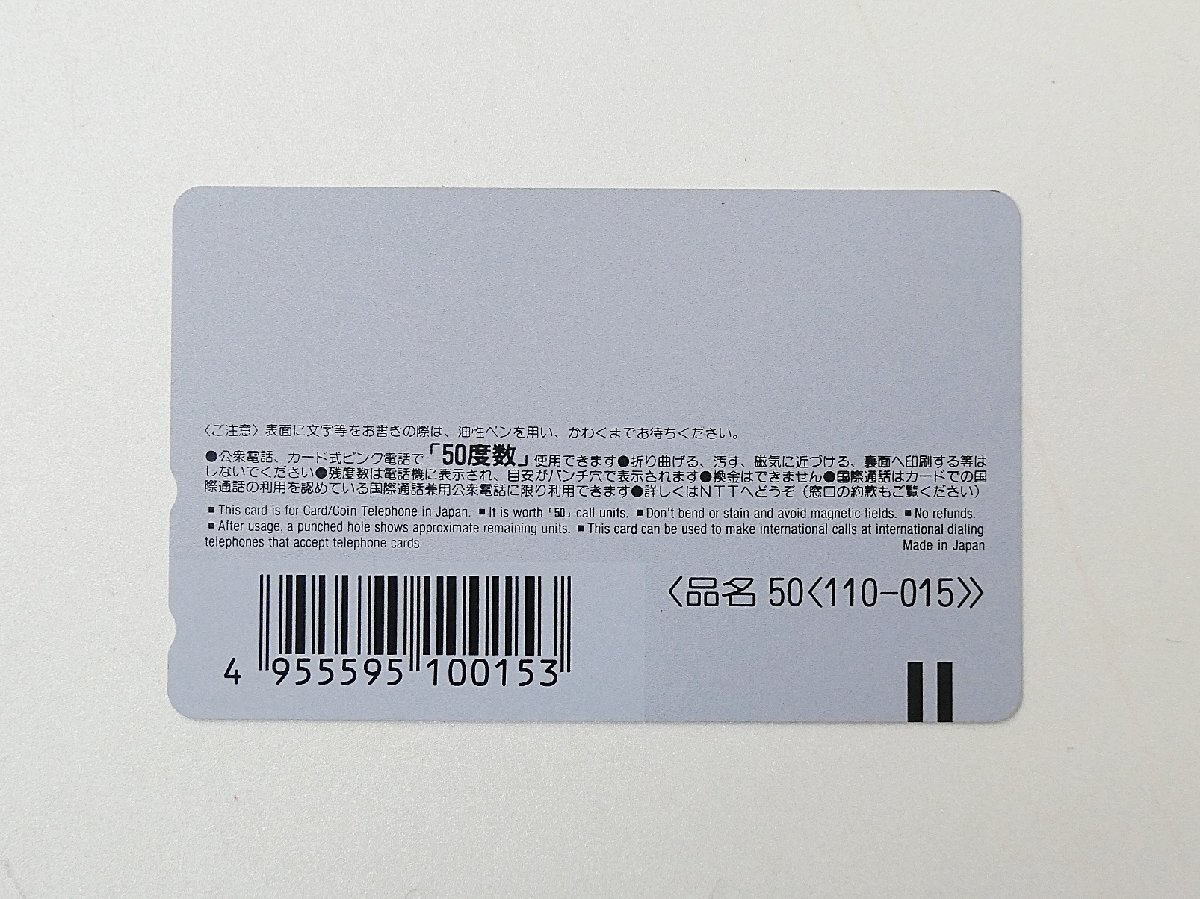 〈ご注意〉表面に文字等をお書きの際は、油性ペンを用い、かわくまでお待ちください。
●公衆電話、カード式ピンク電話で「50度数」使用できます●折り曲げる、汚す、磁気に近づける、裏面へ印刷する等は
しないでください●残度数は電話機に表示され、目安がパンチ穴で表示されます●換金はできません●国際通話はカードでの国
際通話の利用を認めている国際通話兼用公衆電話に限り利用できます●詳しくはNTTへどうぞ（窓口の約款もご覧ください）
■This card is for Card/Coin Telephone in Japan. ■It is worth「50」call units. ■Don't bend or stain and avoid magnetic fields. ■No refunds.
■After usage, a punched hole shows approximate remaining units. ■This card can be used to make international calls at international dialing
telephones that accept telephone cards.
Made in Japan
〈品名 50〈110-015〉〉
4 955595 100153